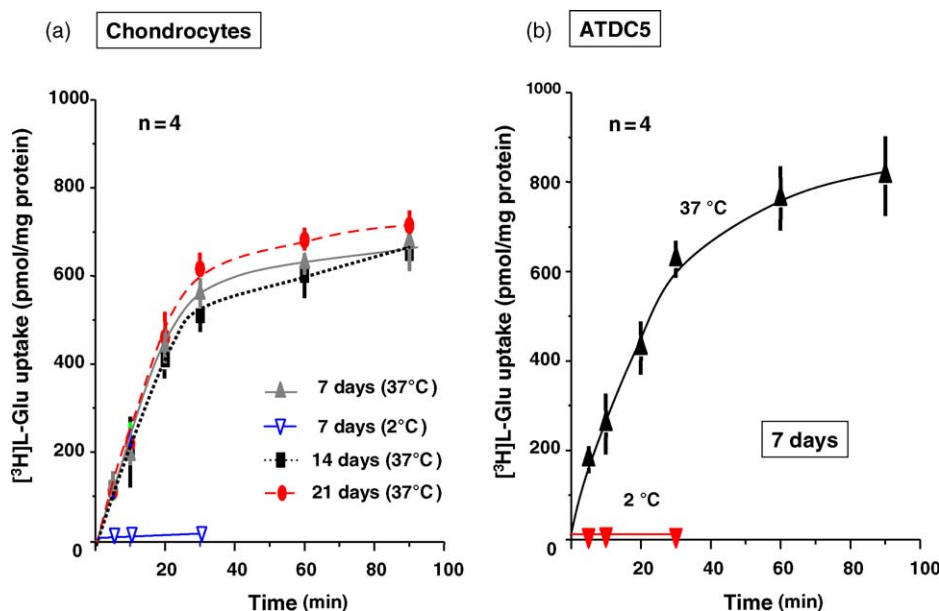 (a) Chondrocytes
n = 4
[³H]L-Glu uptake (pmol/mg protein)
1000
800
600
400
200
0
7 days (37°C)
7 days (2°C)
14 days (37°C)
21 days (37°C)
0 20 40 60 80 100
Time (min)
(b) ATDC5
n = 4
[³H]L-Glu uptake (pmol/mg protein)
1000
800
600
400
200
0
37 °C
7 days
2 °C
0 20 40 60 80 100
Time (min)